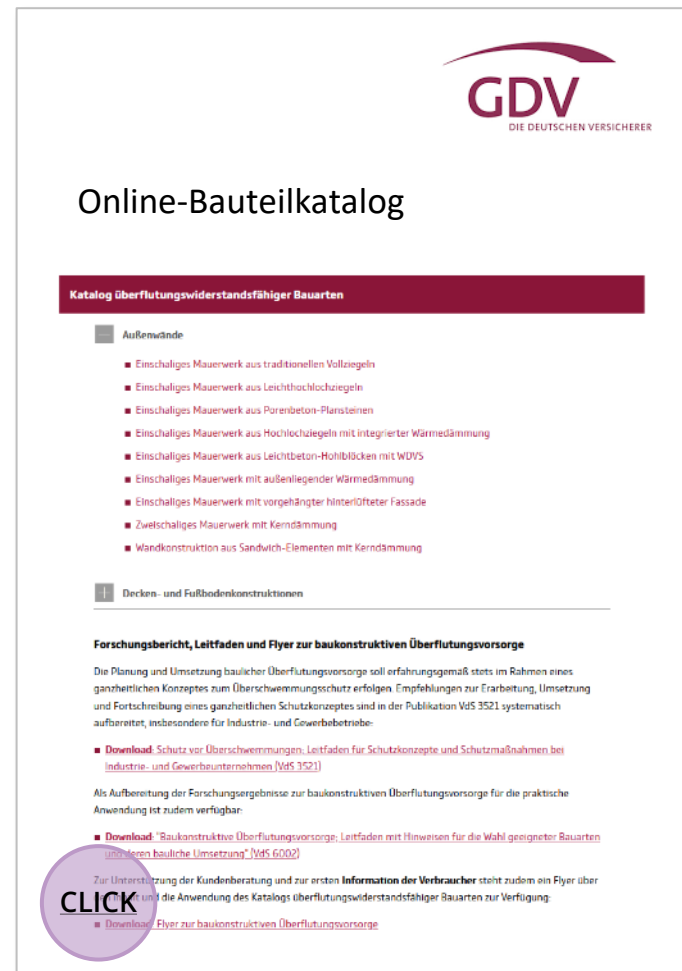 GDV
DIE DEUTSCHEN VERSICHERER
Online-Bauteilkatalog
Katalog überflutungswiderstandsfähiger Bauarten
Außenwände
Einschaliges Mauerwerk aus traditionellen Vollziegeln
Einschaliges Mauerwerk aus Leichthochlochziegeln
Einschaliges Mauerwerk aus Porenbeton-Plansteinen
Einschaliges Mauerwerk aus Hochlochziegeln mit integrierter Wärmedämmung
Einschaliges Mauerwerk aus Leichtbeton-Hohlblöcken mit WDVS
Einschaliges Mauerwerk mit außenliegender Wärmedämmung
Einschaliges Mauerwerk mit vorgehängter hinterlüfteter Fassade
Zweischaliges Mauerwerk mit Kerndämmung
Wandkonstruktion aus Sandwich-Elementen mit Kerndämmung
Decken- und Fußbodenkonstruktionen
Forschungsbericht, Leitfaden und Flyer zur baukonstruktiven Überflutungsvorsorge
Die Planung und Umsetzung baulicher Überflutungsvorsorge soll erfahrungsgemäß stets im Rahmen eines
ganzheitlichen Konzeptes zum Überschwemmungsschutz erfolgen. Empfehlungen zur Erarbeitung, Umsetzung
und Fortschreibung eines ganzheitlichen Schutzkonzeptes sind in der Publikation VdS 3521 systematisch
aufbereitet, insbesondere für Industrie- und Gewerbebetriebe:
Download: Schutz vor Überschwemmungen; Leitfaden für Schutzkonzepte und Schutzmaßnahmen bei
Industrie- und Gewerbeunternehmen (VdS 3521)
Als Aufbereitung der Forschungsergebnisse zur baukonstruktiven Überflutungsvorsorge für die praktische
Anwendung ist zudem verfügbar:
Download: "Baukonstruktive Überflutungsvorsorge; Leitfaden mit Hinweisen für die Wahl geeigneter Bauarten
und deren bauliche Umsetzung" (VdS 6002)
Zur Unterstützung der Kundenberatung und zur ersten Information der Verbraucher steht zudem ein Flyer über
CLICK und die Anwendung des Katalogs überflutungswiderstandsfähiger Bauarten zur Verfügung:
Download: Flyer zur baukonstruktiven Überflutungsvorsorge